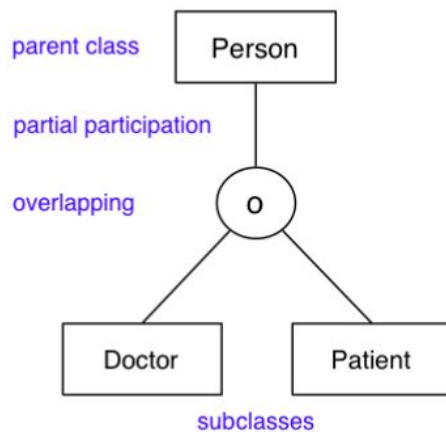 parent class
Person
partial participation
overlapping
o
Doctor
Patient
subclasses